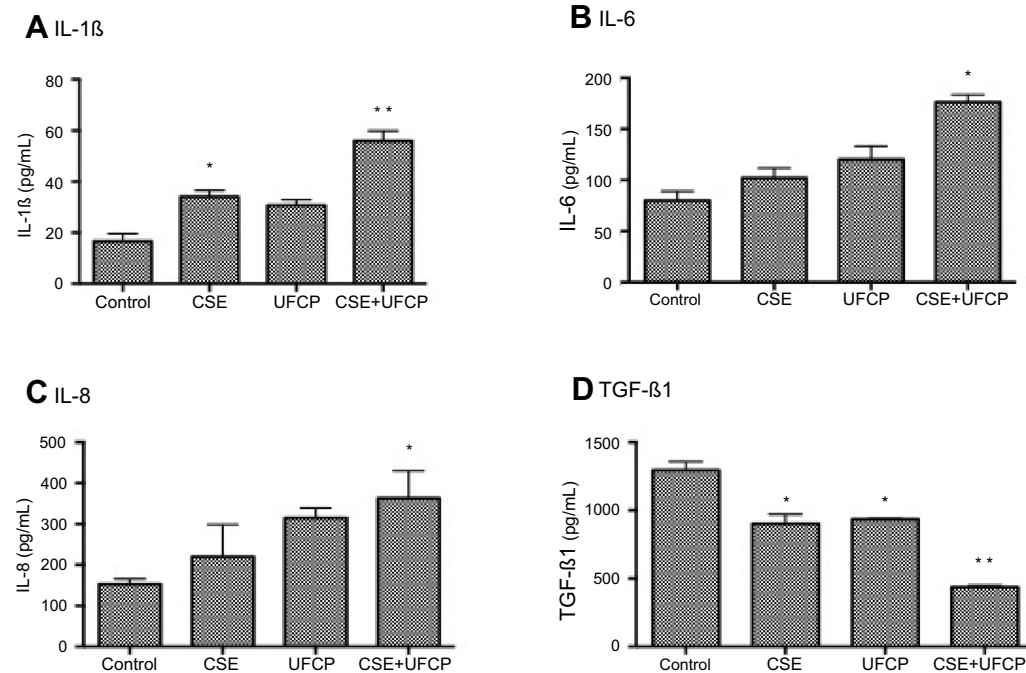 A IL-1ß
IL-1ß (pg/mL)
80
60
40
20
0
*
* *
Control CSE UFCP CSE+UFCP
B IL-6
IL-6 (pg/mL)
200
150
100
50
0
*
Control CSE UFCP CSE+UFCP
C IL-8
IL-8 (pg/mL)
500
400
300
200
100
0
*
Control CSE UFCP CSE+UFCP
D TGF-ß1
TGF-ß1 (pg/mL)
1500
1000
500
0
*
*
* *
Control CSE UFCP CSE+UFCP